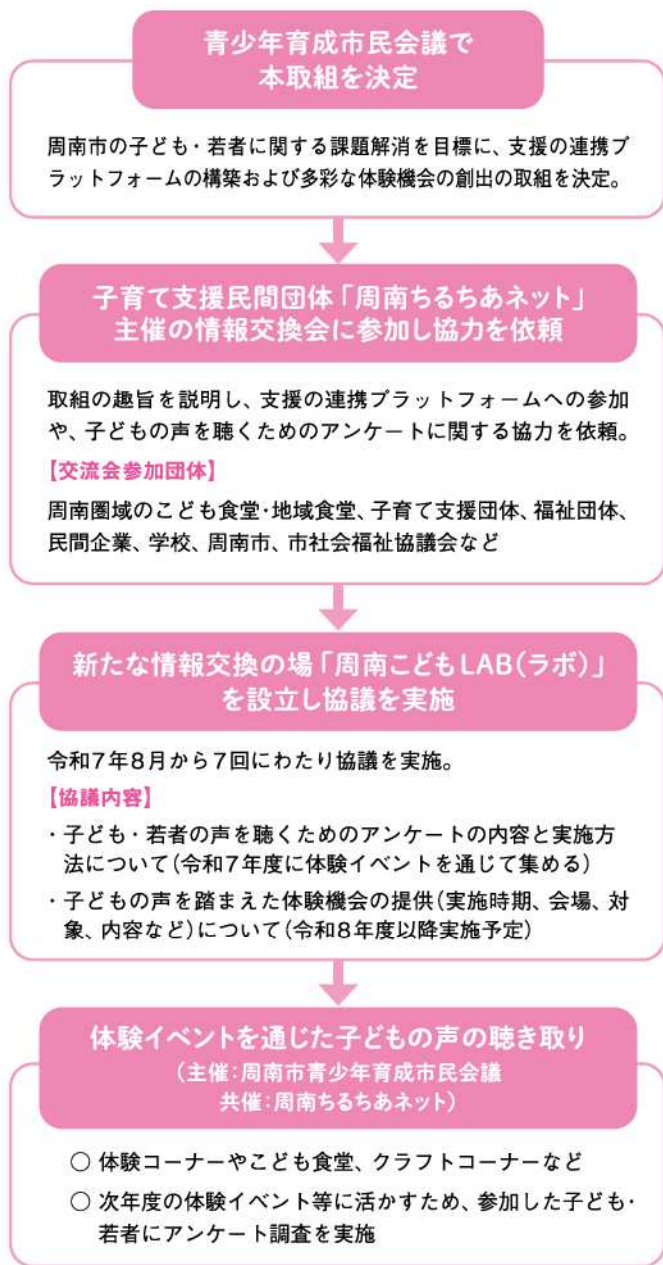 青少年育成市民会議で
本取組を決定
周南市の子ども・若者に関する課題解消を目標に、支援の連携プ
ラットフォームの構築および多彩な体験機会の創出の取組を決定。
子育て支援民間団体「周南ちるちあネット」
主催の情報交換会に参加し協力を依頼
取組の趣旨を説明し、支援の連携プラットフォームへの参加
や、子どもの声を聴くためのアンケートに関する協力を依頼。
【交流会参加団体】
周南圏域のこども食堂・地域食堂、子育て支援団体、福祉団体、
民間企業、学校、周南市、市社会福祉協議会など
新たな情報交換の場「周南こどもLAB(ラボ)」
を設立し協議を実施
令和7年8月から7回にわたり協議を実施。
【協議内容】
・子ども・若者の声を聴くためのアンケートの内容と実施方
法について(令和7年度に体験イベントを通じて集める)
・子どもの声を踏まえた体験機会の提供(実施時期、会場、対
象、内容など)について(令和8年度以降実施予定)
体験イベントを通じた子どもの声の聴き取り
(主催:周南市青少年育成市民会議
共催:周南ちるちあネット)
○ 体験コーナーやこども食堂、クラフトコーナーなど
○ 次年度の体験イベント等に活かすため、参加した子ども・
若者にアンケート調査を実施